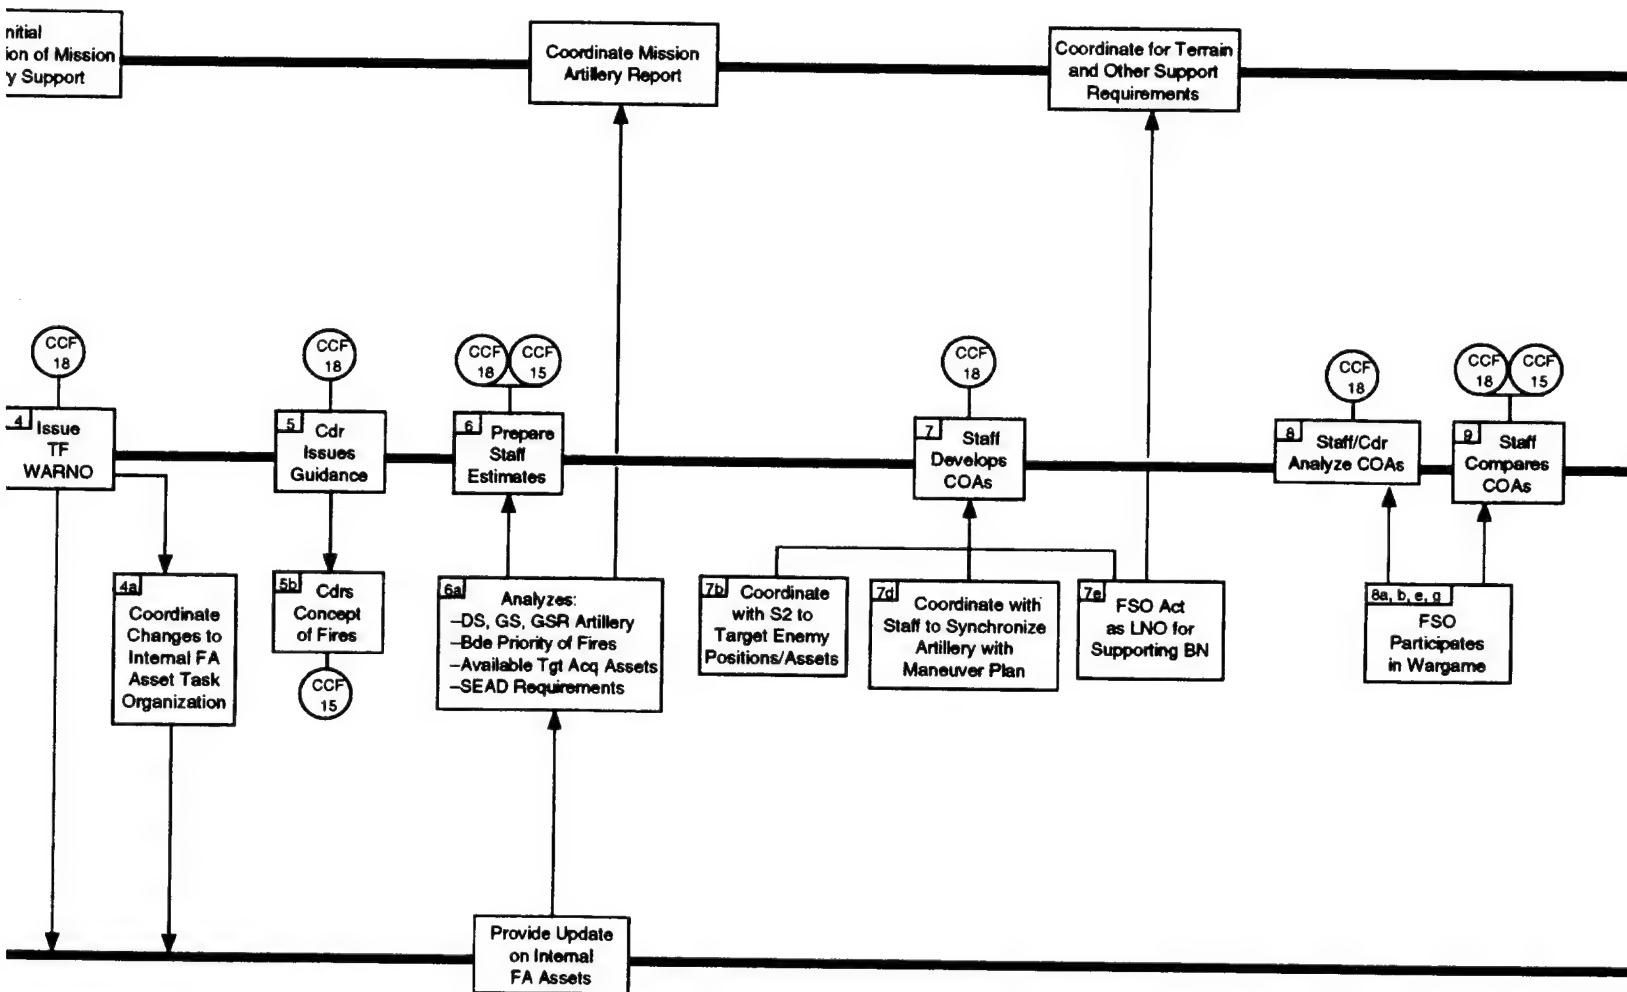 nitial
ion of Mission
ry Support
Coordinate Mission
Artillery Report
Coordinate for Terrain
and Other Support
Requirements
CCF
18
CCF
18
CCF
18
CCF
15
CCF
18
CCF
18
CCF
18
CCF
15
4
Issue
TF
WARNO
5
Cdr
Issues
Guidance
6
Prepare
Staff
Estimates
7
Staff
Develops
COAs
8
Staff/Cdr
Analyze COAs
9
Staff
Compares
COAs
4a
Coordinate
Changes to
Internal FA
Asset Task
Organization
5b
Cdrs
Concept
of Fires
CCF
15
6a
Analyzes:
–DS, GS, GSR Artillery
–Bde Priority of Fires
–Available Tgt Acq Assets
–SEAD Requirements
7b
Coordinate
with S2 to
Target Enemy
Positions/Assets
7d
Coordinate with
Staff to Synchronize
Artillery with
Maneuver Plan
7e
FSO Act
as LNO for
Supporting BN
8a, b, e, g
FSO
Participates
in Wargame
Provide Update
on Internal
FA Assets